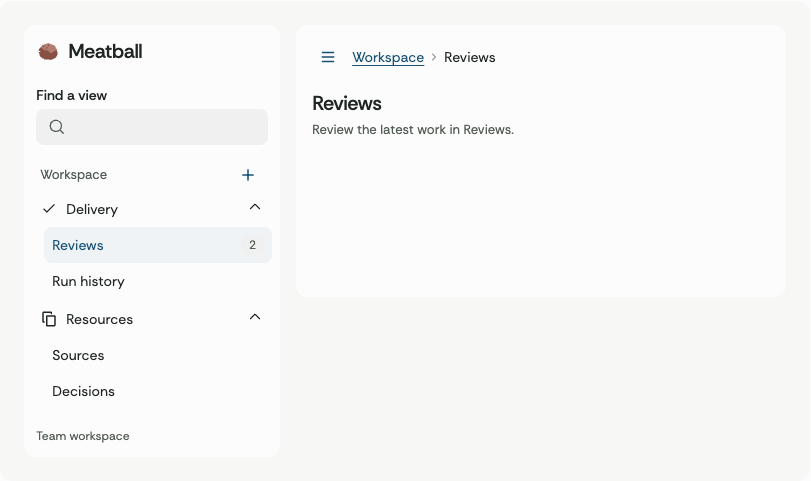 Meatball
Find a view
Workspace
Delivery
Reviews 2
Run history
Resources
Sources
Decisions
Team workspace
Workspace > Reviews
Reviews
Review the latest work in Reviews.